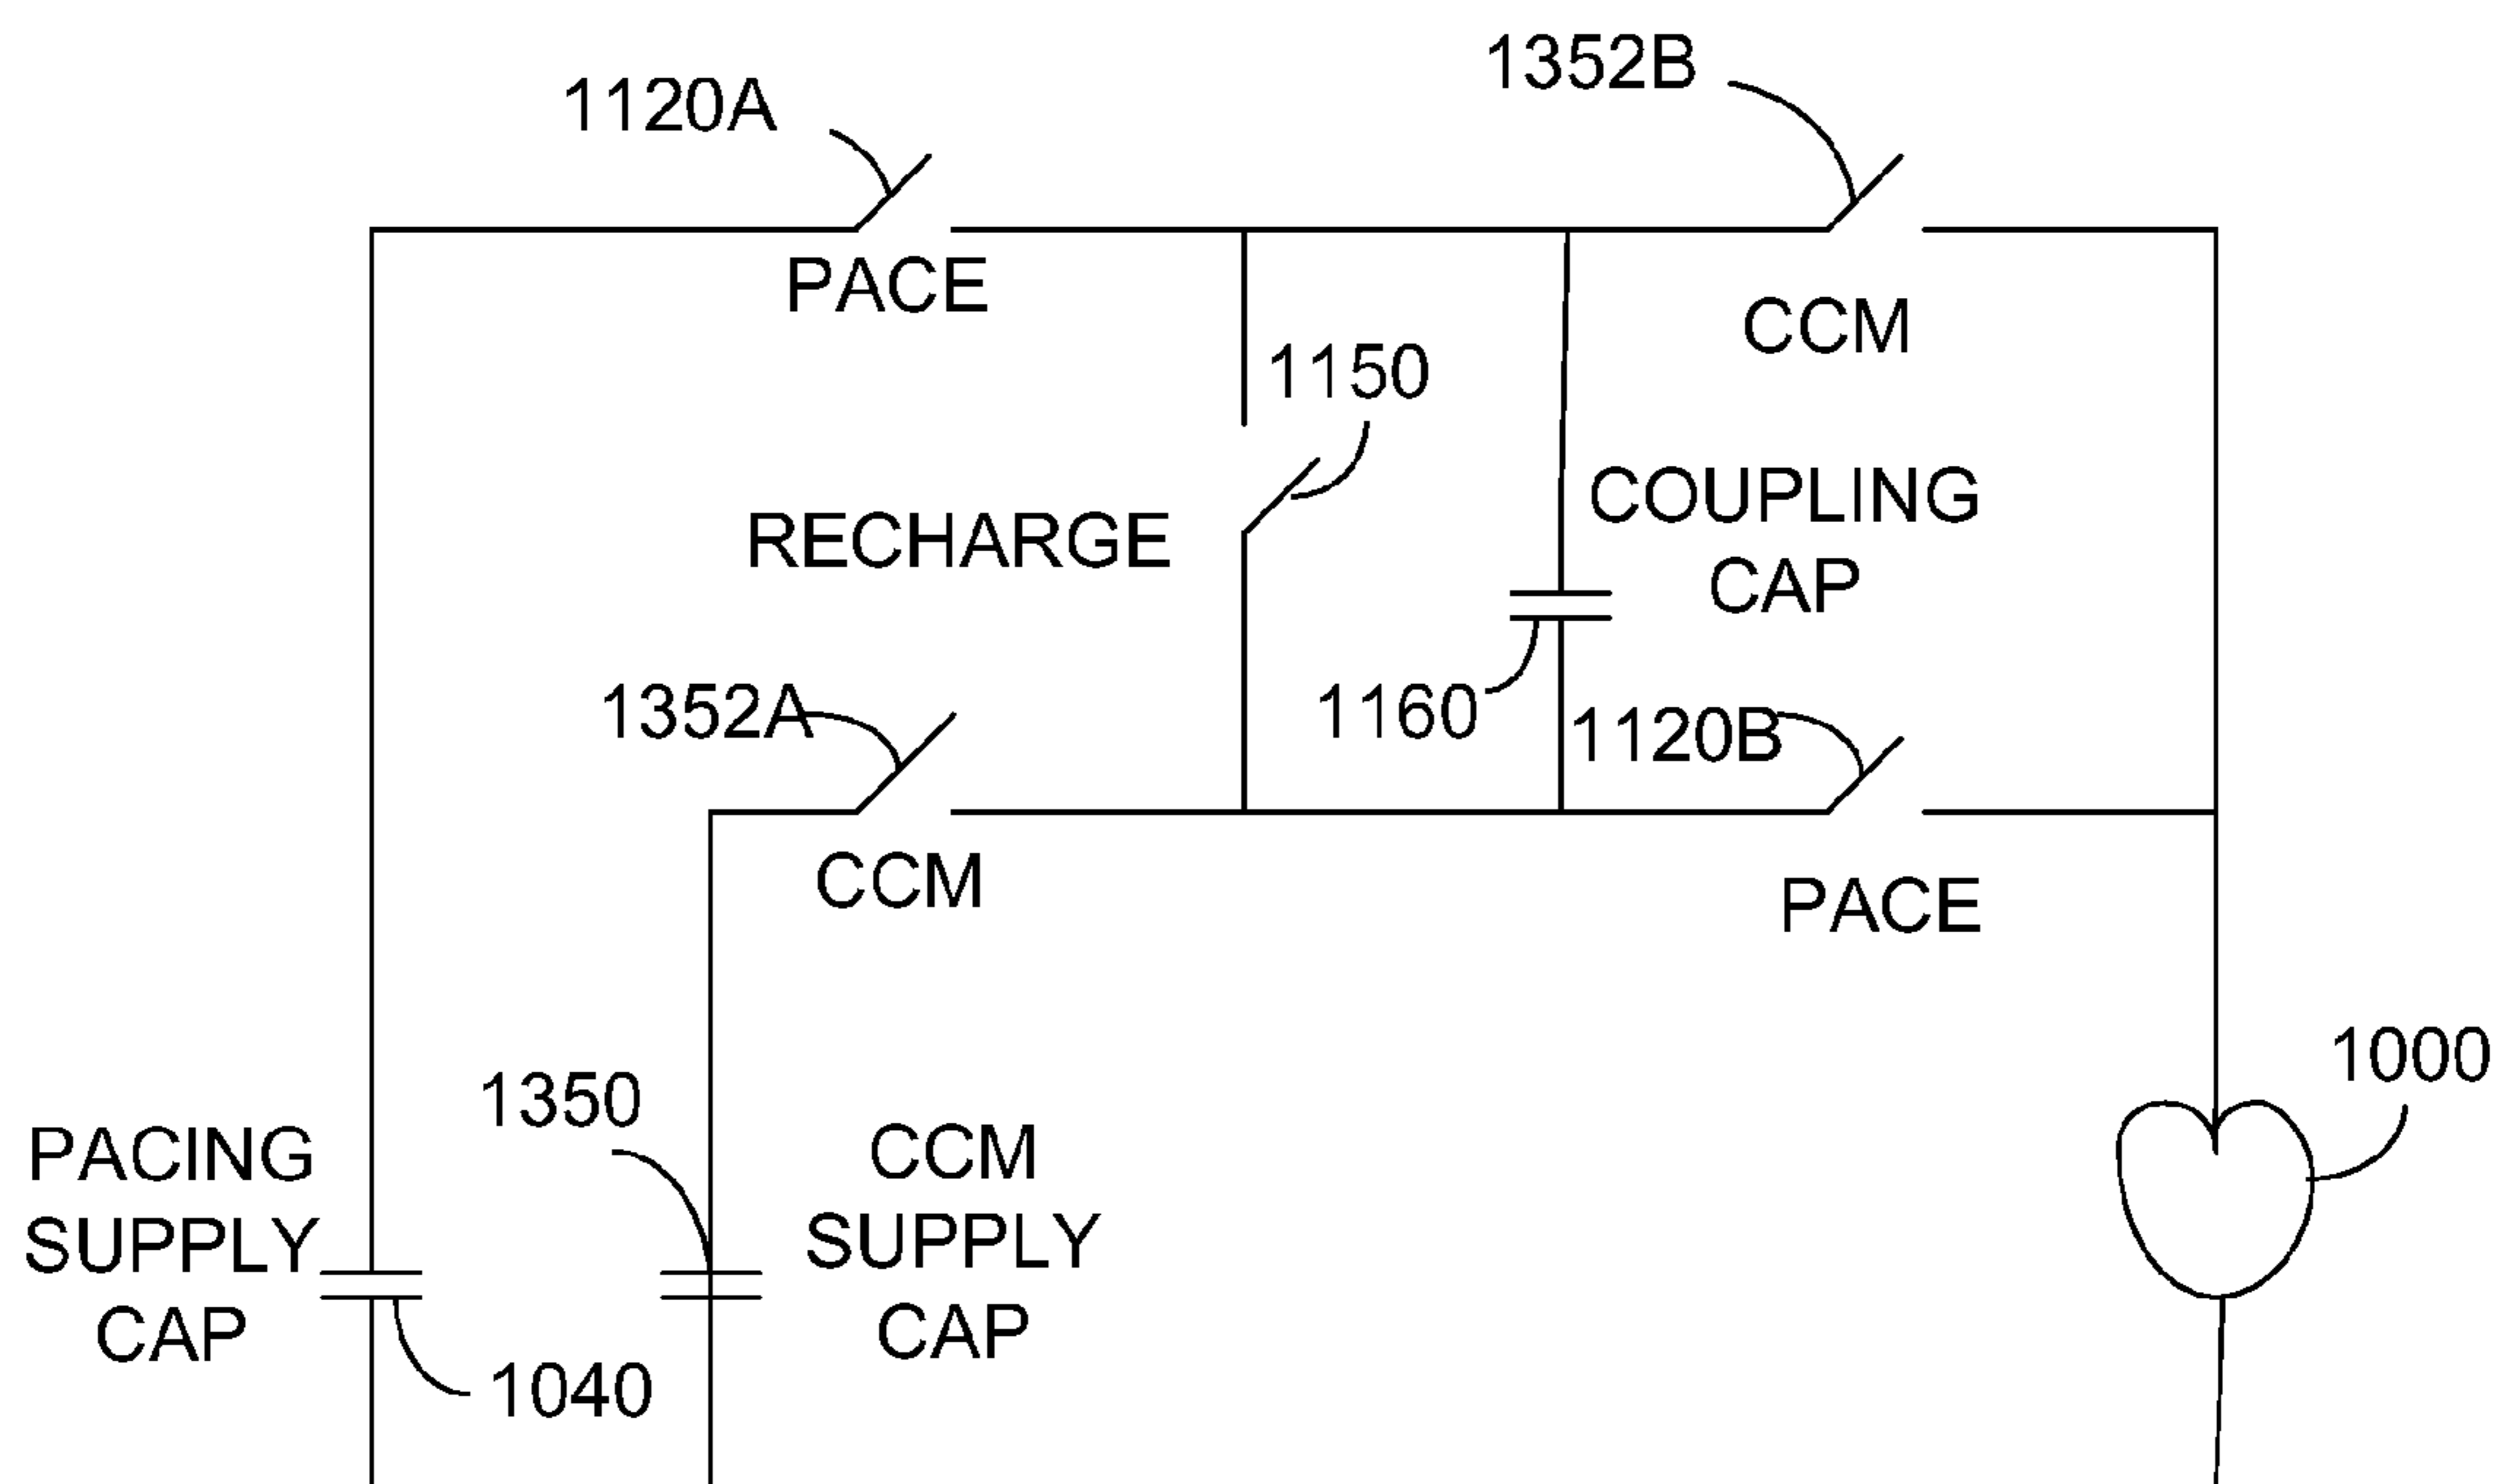 1352B
1120A
PACE
CCM
1150
COUPLING
CAP
RECHARGE
1352A
1160
1120B
CCM
PACE
1000
1350
PACING
SUPPLY
CAP
CCM
SUPPLY
CAP
1040